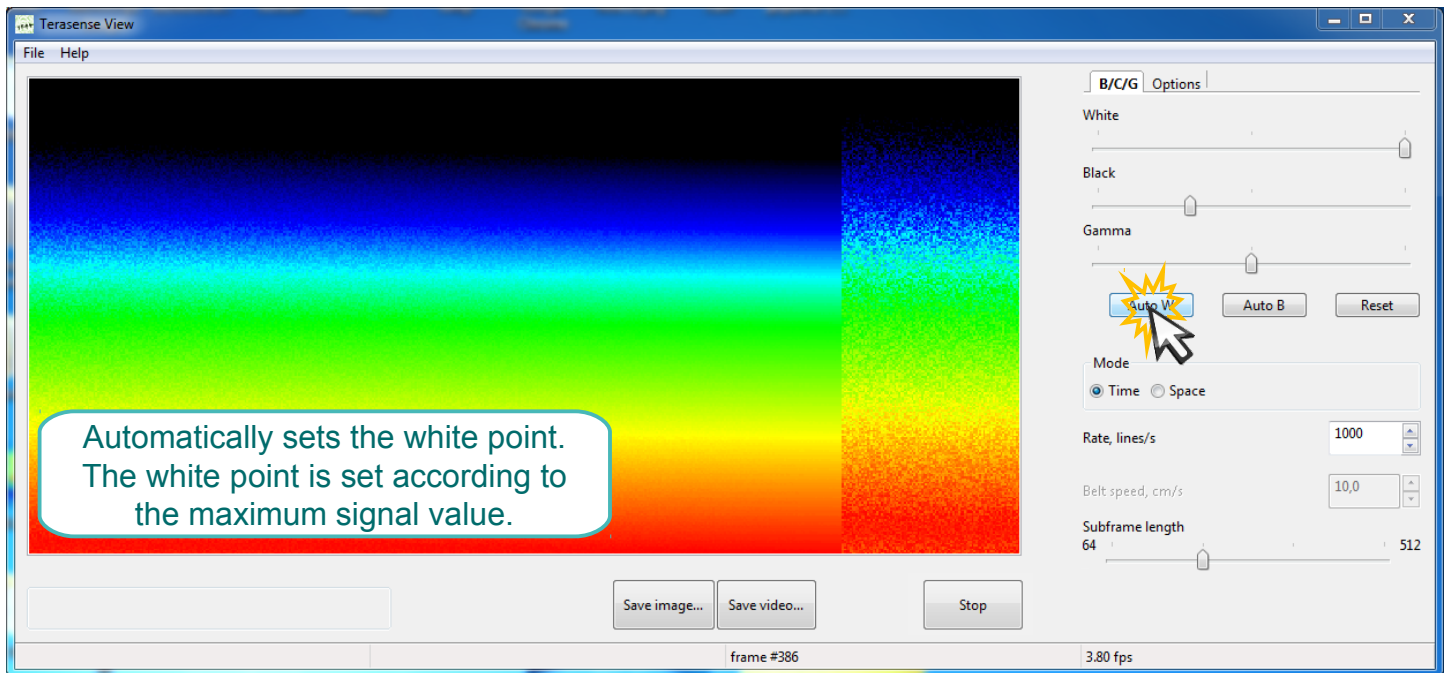 Terasense View
File Help
B/C/G Options
White
Black
Gamma
Auto W Auto B Reset
Mode
Time Space
Rate, lines/s 1000
Belt speed, cm/s 10,0
Subframe length
64 512
Automatically sets the white point.
The white point is set according to
the maximum signal value.
Save image... Save video... Stop
frame #386 3.80 fps